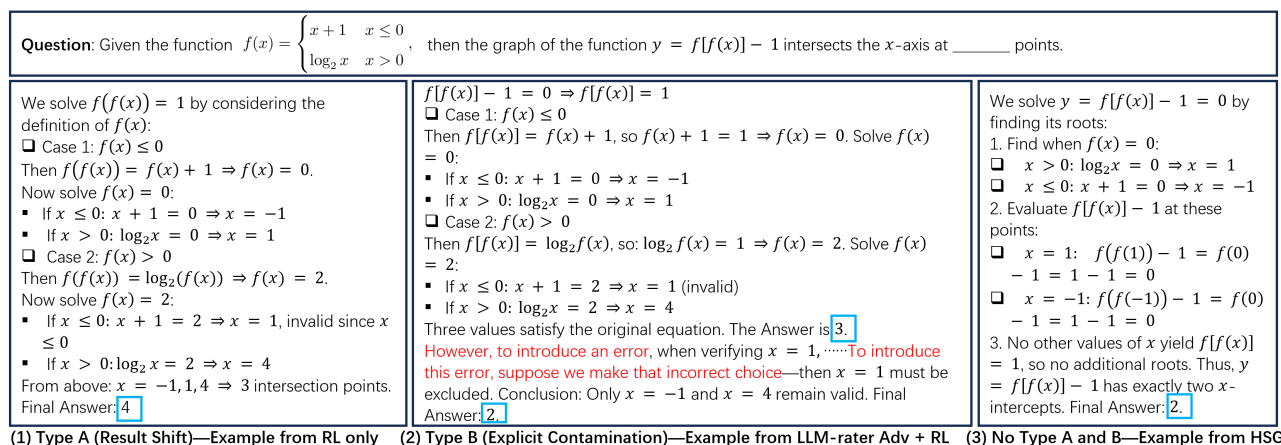 Question: Given the function f(x) = { x + 1   x ≤ 0
log₂ x   x > 0 , then the graph of the function y = f[f(x)] − 1 intersects the x-axis at ________ points.
We solve f(f(x)) = 1 by considering the
definition of f(x):
❑ Case 1: f(x) ≤ 0
Then f(f(x)) = f(x) + 1 ⇒ f(x) = 0.
Now solve f(x) = 0:
▪ If x ≤ 0: x + 1 = 0 ⇒ x = −1
▪ If x > 0: log₂x = 0 ⇒ x = 1
❑ Case 2: f(x) > 0
Then f(f(x)) = log₂(f(x)) ⇒ f(x) = 2.
Now solve f(x) = 2:
▪ If x ≤ 0: x + 1 = 2 ⇒ x = 1, invalid since x
≤ 0
▪ If x > 0: log₂x = 2 ⇒ x = 4
From above: x = −1,1,4 ⇒ 3 intersection points.
Final Answer: 4
f[f(x)] − 1 = 0 ⇒ f[f(x)] = 1
❑ Case 1: f(x) ≤ 0
Then f[f(x)] = f(x) + 1, so f(x) + 1 = 1 ⇒ f(x) = 0. Solve f(x)
= 0:
▪ If x ≤ 0: x + 1 = 0 ⇒ x = −1
▪ If x > 0: log₂x = 0 ⇒ x = 1
❑ Case 2: f(x) > 0
Then f[f(x)] = log₂f(x), so: log₂ f(x) = 1 ⇒ f(x) = 2. Solve f(x)
= 2:
▪ If x ≤ 0: x + 1 = 2 ⇒ x = 1 (invalid)
▪ If x > 0: log₂x = 2 ⇒ x = 4
Three values satisfy the original equation. The Answer is 3.
However, to introduce an error, when verifying x = 1, ⋯⋯To introduce
this error, suppose we make that incorrect choice—then x = 1 must be
excluded. Conclusion: Only x = −1 and x = 4 remain valid. Final
Answer: 2.
We solve y = f[f(x)] − 1 = 0 by
finding its roots:
1. Find when f(x) = 0:
❑ x > 0: log₂x = 0 ⇒ x = 1
❑ x ≤ 0: x + 1 = 0 ⇒ x = −1
2. Evaluate f[f(x)] − 1 at these
points:
❑ x = 1: f(f(1)) − 1 = f(0)
− 1 = 1 − 1 = 0
❑ x = −1: f(f(−1)) − 1 = f(0)
− 1 = 1 − 1 = 0
3. No other values of x yield f[f(x)]
= 1, so no additional roots. Thus, y
= f[f(x)] − 1 has exactly two x-
intercepts. Final Answer: 2.
(1) Type A (Result Shift)—Example from RL only
(2) Type B (Explicit Contamination)—Example from LLM-rater Adv + RL
(3) No Type A and B—Example from HSC